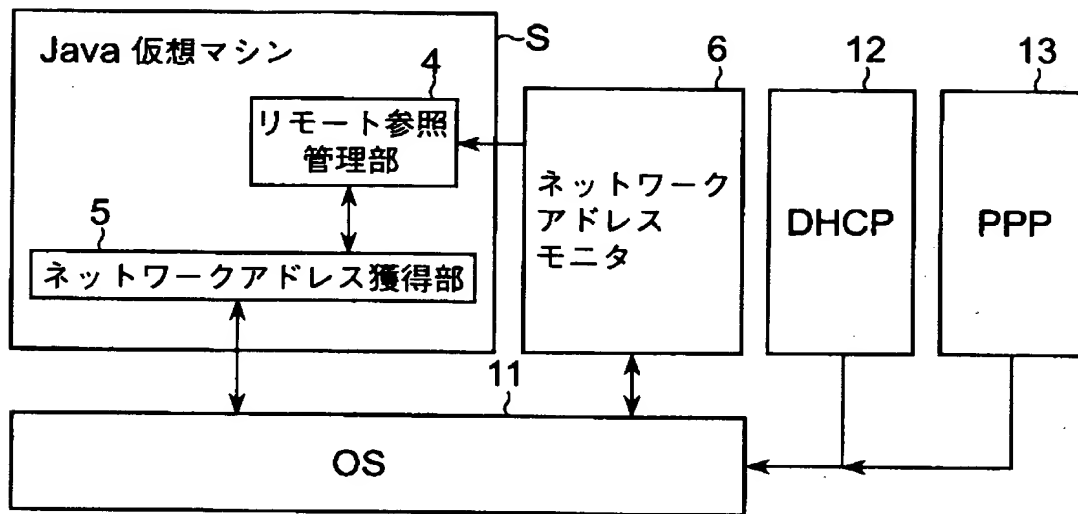 Java 仮想マシン
S
4
リモート参照
管理部
5
ネットワークアドレス獲得部
6
ネットワーク
アドレス
モニタ
12
DHCP
13
PPP
11
OS